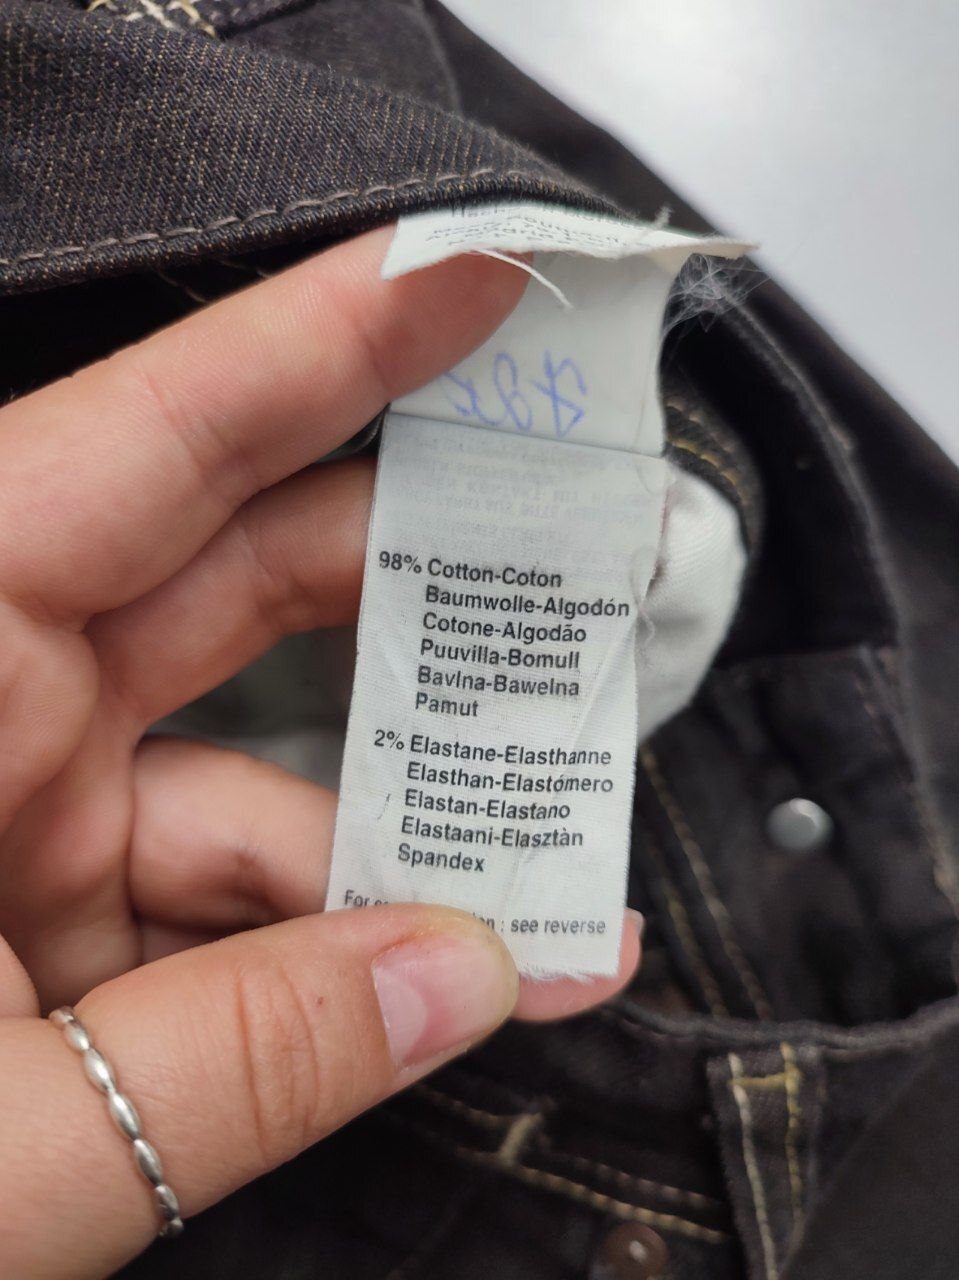 98% Cotton-Coton
Baumwolle-Algodón
Cotone-Algodão
Puuvilla-Bomull
Bavlna-Bawelna
Pamut
2% Elastane-Elasthanne
Elasthan-Elastómero
Elastan-Elastano
Elastaani-Elasztàn
Spandex
For : see reverse